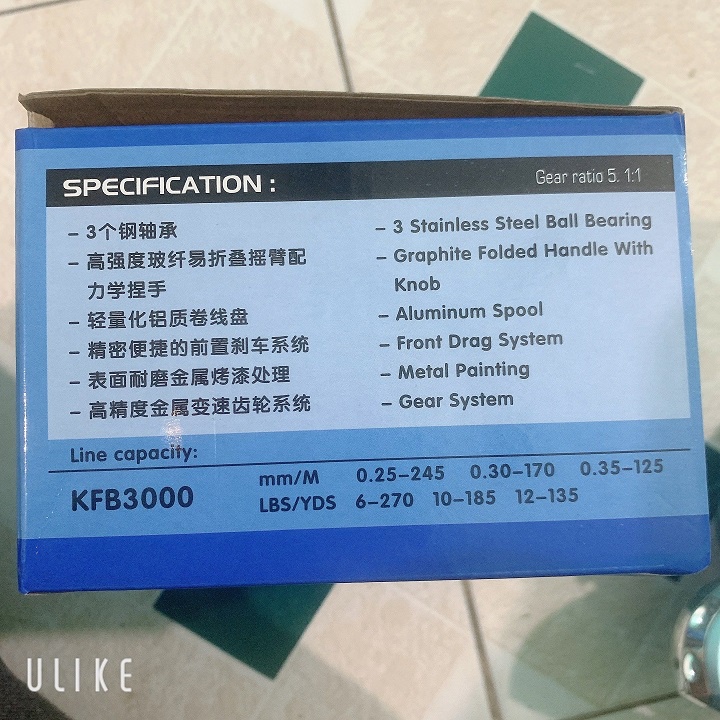 SPECIFICATION :
Gear ratio 5. 1:1
– 3个钢轴承
– 高强度玻纤易折叠摇臂配
力学捏手
– 轻量化铝质卷线盘
– 精密便捷的前置刹车系统
– 表面耐磨金属烤漆处理
– 高精度金属变速齿轮系统
– 3 Stainless Steel Ball Bearing
– Graphite Folded Handle With
Knob
– Aluminum Spool
– Front Drag System
– Metal Painting
– Gear System
Line capacity:
KFB3000
mm/M 0.25–245 0.30–170 0.35–125
LBS/YDS 6–270 10–185 12–135
ULIKE